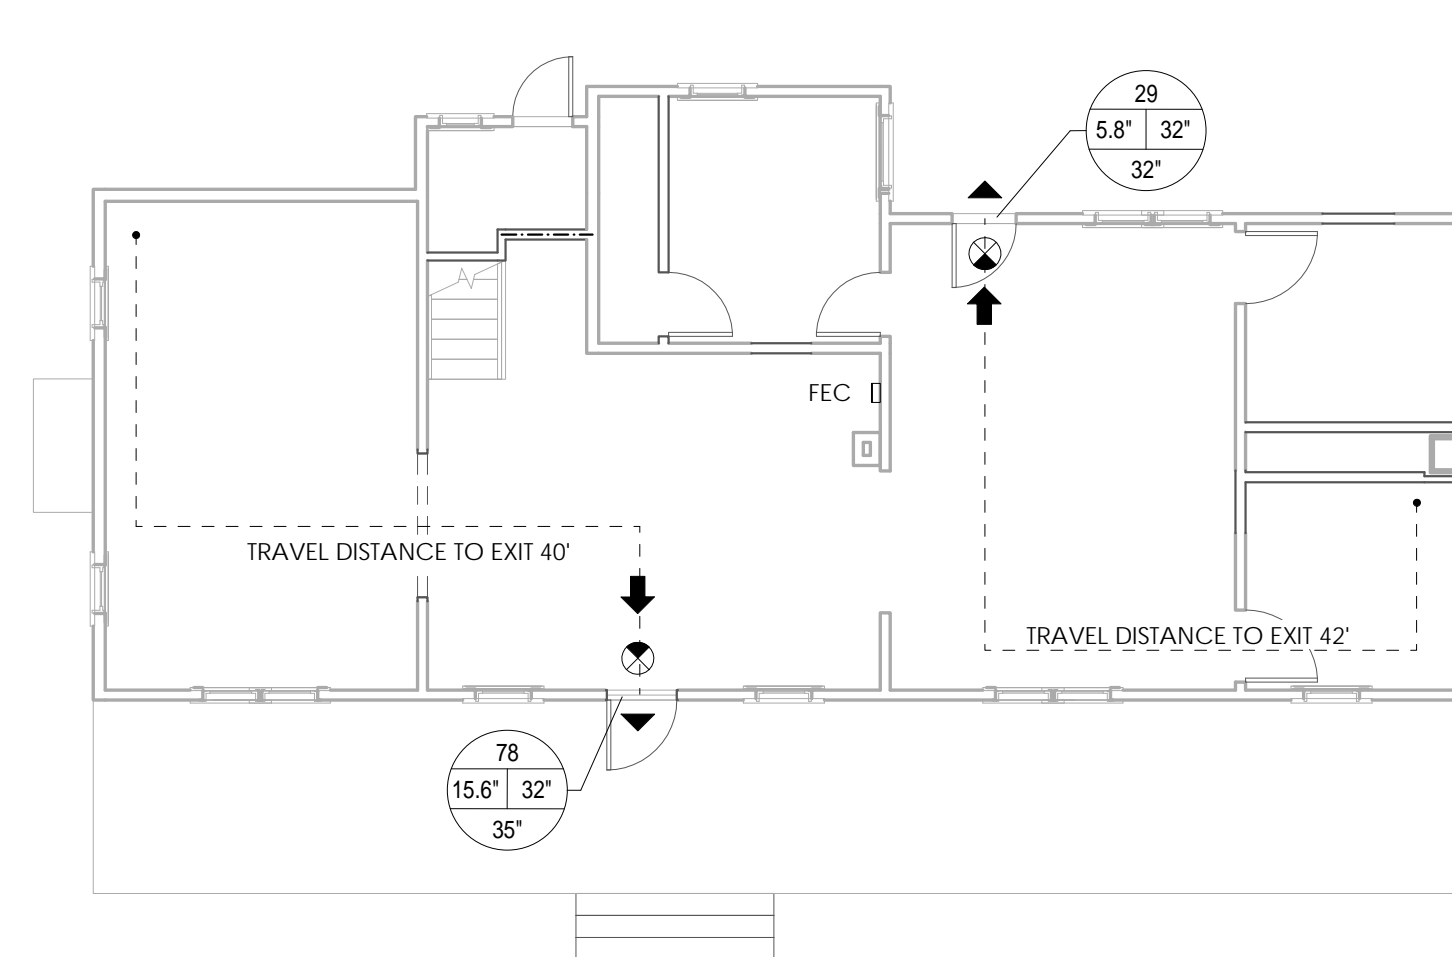 29
5.8" 32"
32"
FEC
TRAVEL DISTANCE TO EXIT 40'
TRAVEL DISTANCE TO EXIT 42'
78
15.6" 32"
35"